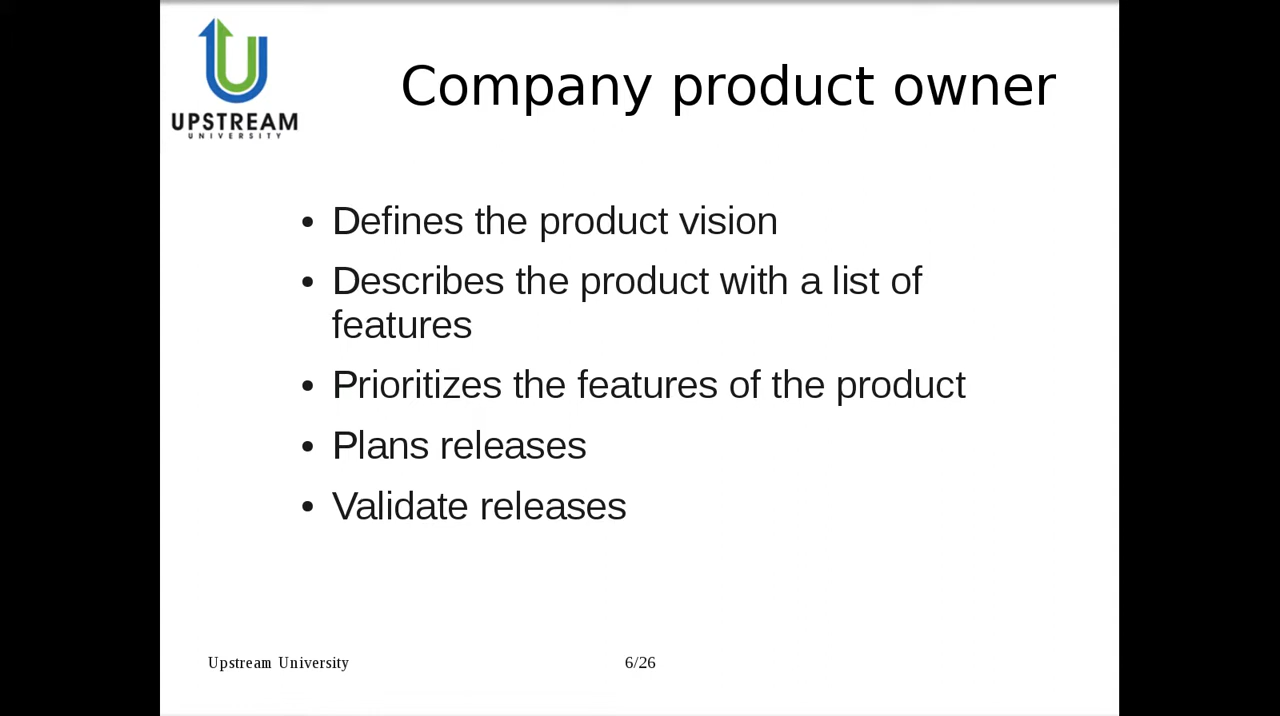 UPSTREAM
UNIVERSITY
Company product owner
• Defines the product vision
• Describes the product with a list of
features
• Prioritizes the features of the product
• Plans releases
• Validate releases
Upstream University
6/26